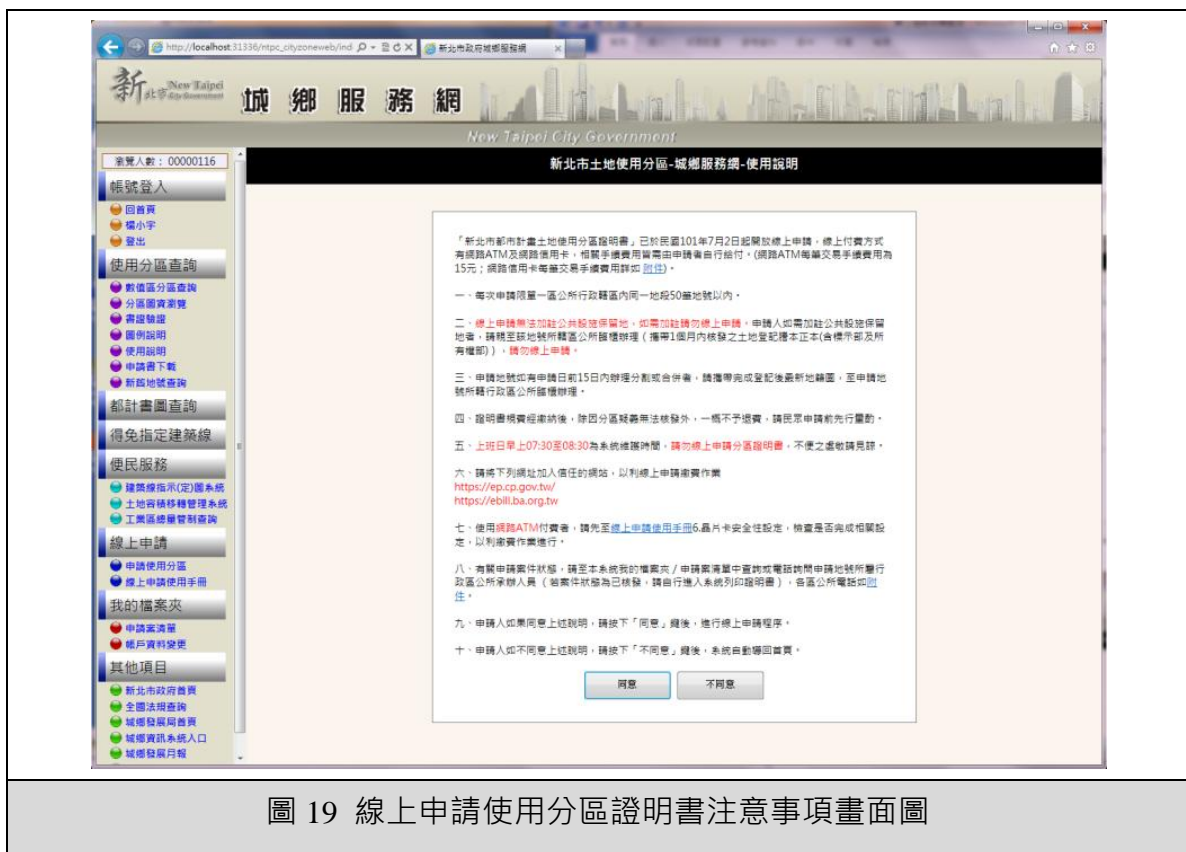 http://localhost:31336/ntpc_cityzoneweb/ind
新北市政府城鄉服務網
新北市 New Taipei City Government
城鄉服務網
New Taipei City Government
瀏覽人數：00000116
新北市土地使用分區-城鄉服務網-使用說明
帳號登入
回首頁
楊小宇
登出
使用分區查詢
數值區分區查詢
分區圖資瀏覽
書證驗證
圖例說明
使用說明
申請書下載
新舊地號查詢
都計書圖查詢
得免指定建築線
便民服務
建築線指示(定)圖系統
土地容積移轉管理系統
工業區總量管制查詢
線上申請
申請使用分區
線上申請使用手冊
我的檔案夾
申請案清單
帳戶資料變更
其他項目
新北市政府首頁
全國法規查詢
城鄉發展局首頁
城鄉資訊系統入口
城鄉發展月報
「新北市都市計畫土地使用分區證明書」已於民國101年7月2日起開放線上申請，線上付費方式
有網路ATM及網路信用卡，相關手續費用皆需由申請者自行給付。(網路ATM每筆交易手續費用為
15元；網路信用卡每筆交易手續費用詳如 附件)。
一、每次申請限單一區公所行政轄區內同一地段50筆地號以內。
二、線上申請無法加註公共設施保留地，如需加註請勿線上申請。申請人如需加註公共設施保留
地者，請親至該地號所轄區公所臨櫃辦理（攜帶1個月內核發之土地登記謄本正本(含標示部及所
有權部)），請勿線上申請。
三、申請地號如有申請日前15日內辦理分割或合併者，請攜帶完成登記後最新地籍圖，至申請地
號所轄行政區公所臨櫃辦理。
四、證明書規費經繳納後，除因分區疑義無法核發外，一概不予退費，請民眾申請前先行量酌。
五、上班日早上07:30至08:30為系統維護時間，請勿線上申請分區證明書，不便之處敬請見諒。
六、請將下列網址加入信任的網站，以利線上申請繳費作業
https://ep.cp.gov.tw/
https://ebill.ba.org.tw
七、使用網路ATM付費者，請先至線上申請使用手冊6.晶片卡安全性設定，檢查是否完成相關設
定，以利繳費作業進行。
八、有關申請案件狀態，請至本系統我的檔案夾／申請案清單中查詢或電話詢問申請地號所屬行
政區公所承辦人員（若案件狀態為已核發，請自行進入系統列印證明書），各區公所電話如附
件。
九、申請人如果同意上述說明，請按下「同意」鍵後，進行線上申請程序。
十、申請人如不同意上述說明，請按下「不同意」鍵後，系統自動導回首頁。
同意 不同意
圖 19 線上申請使用分區證明書注意事項畫面圖